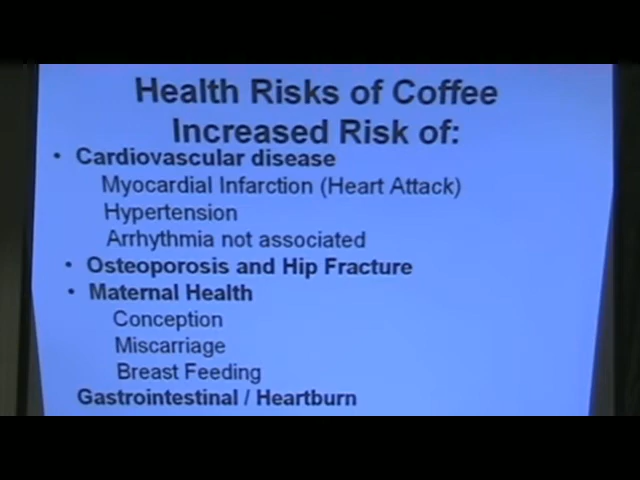 Health Risks of Coffee
Increased Risk of:
• Cardiovascular disease
Myocardial Infarction (Heart Attack)
Hypertension
Arrhythmia not associated
• Osteoporosis and Hip Fracture
• Maternal Health
Conception
Miscarriage
Breast Feeding
Gastrointestinal / Heartburn